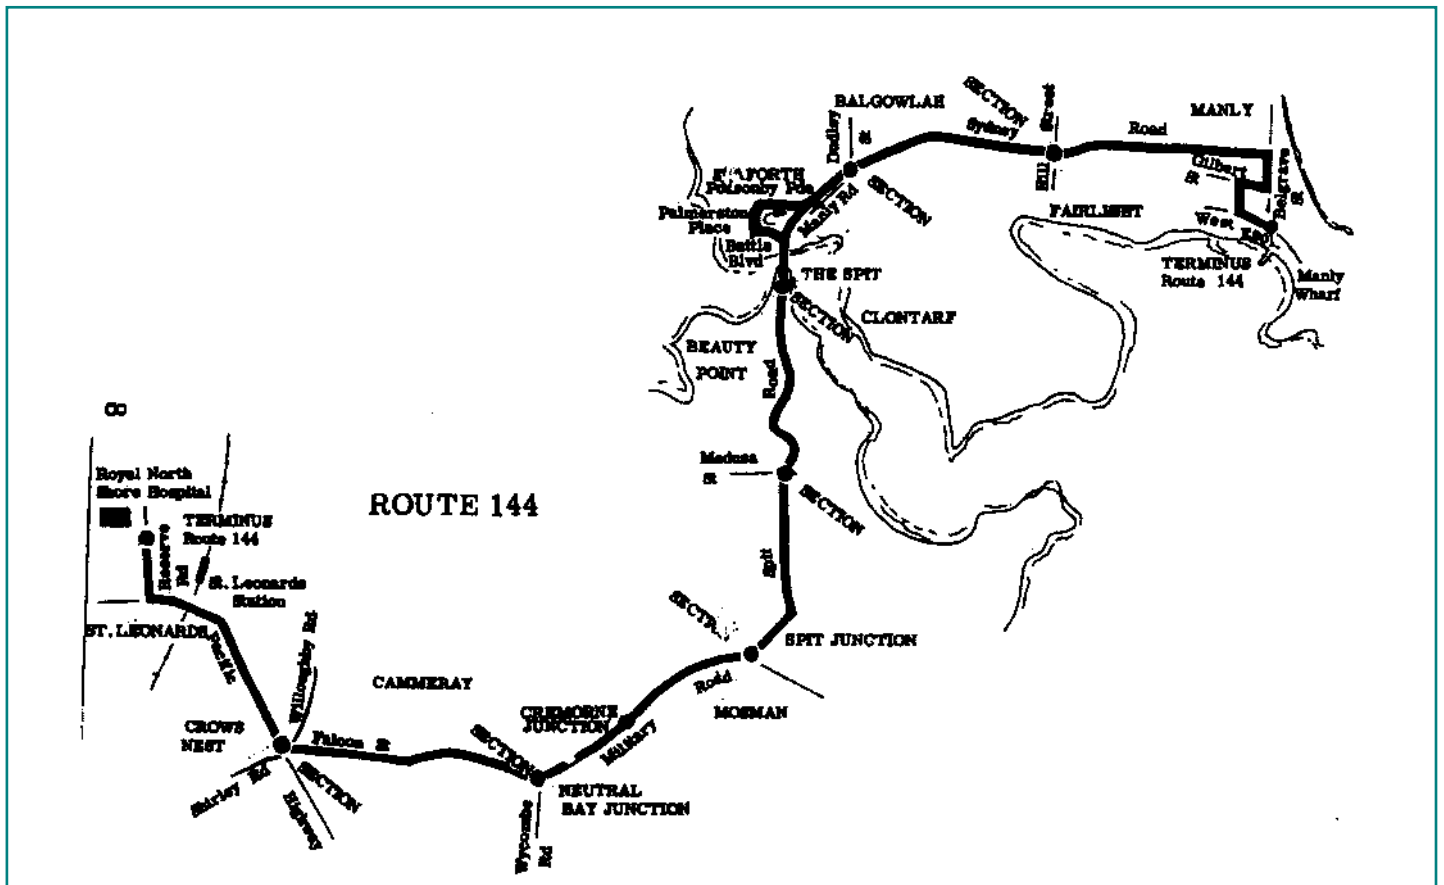 BALGOWLAH
SECTION
Street
MANLY
Dudley
St
Sydney
Road
Hill
Gilbert
St
Belgrave
St
Ponsonby Pde
SECTION
Manly Rd
Palmerston
Place
FAIRLIGHT
West
Battle
Blvd
THE SPIT
TERMINUS
Route 144
Manly
Wharf
SECTION
CLONTARF
BEAUTY
POINT
Road
8
Medusa
St
SECTION
Royal North
Shore Hospital
ROUTE 144
TERMINUS
Route 144
Reserve
Rd
St. Leonards
Station
Spit
ST. LEONARDS
Pacific
Willoughby Rd
SPIT JUNCTION
CAMMERAY
Road
MOSMAN
CREMORNE
JUNCTION
Military
CROWS
NEST
Falcon St
SECTION
Shirley Rd
SECTION
Highway
NEUTRAL
BAY JUNCTION
Wycombe
Rd